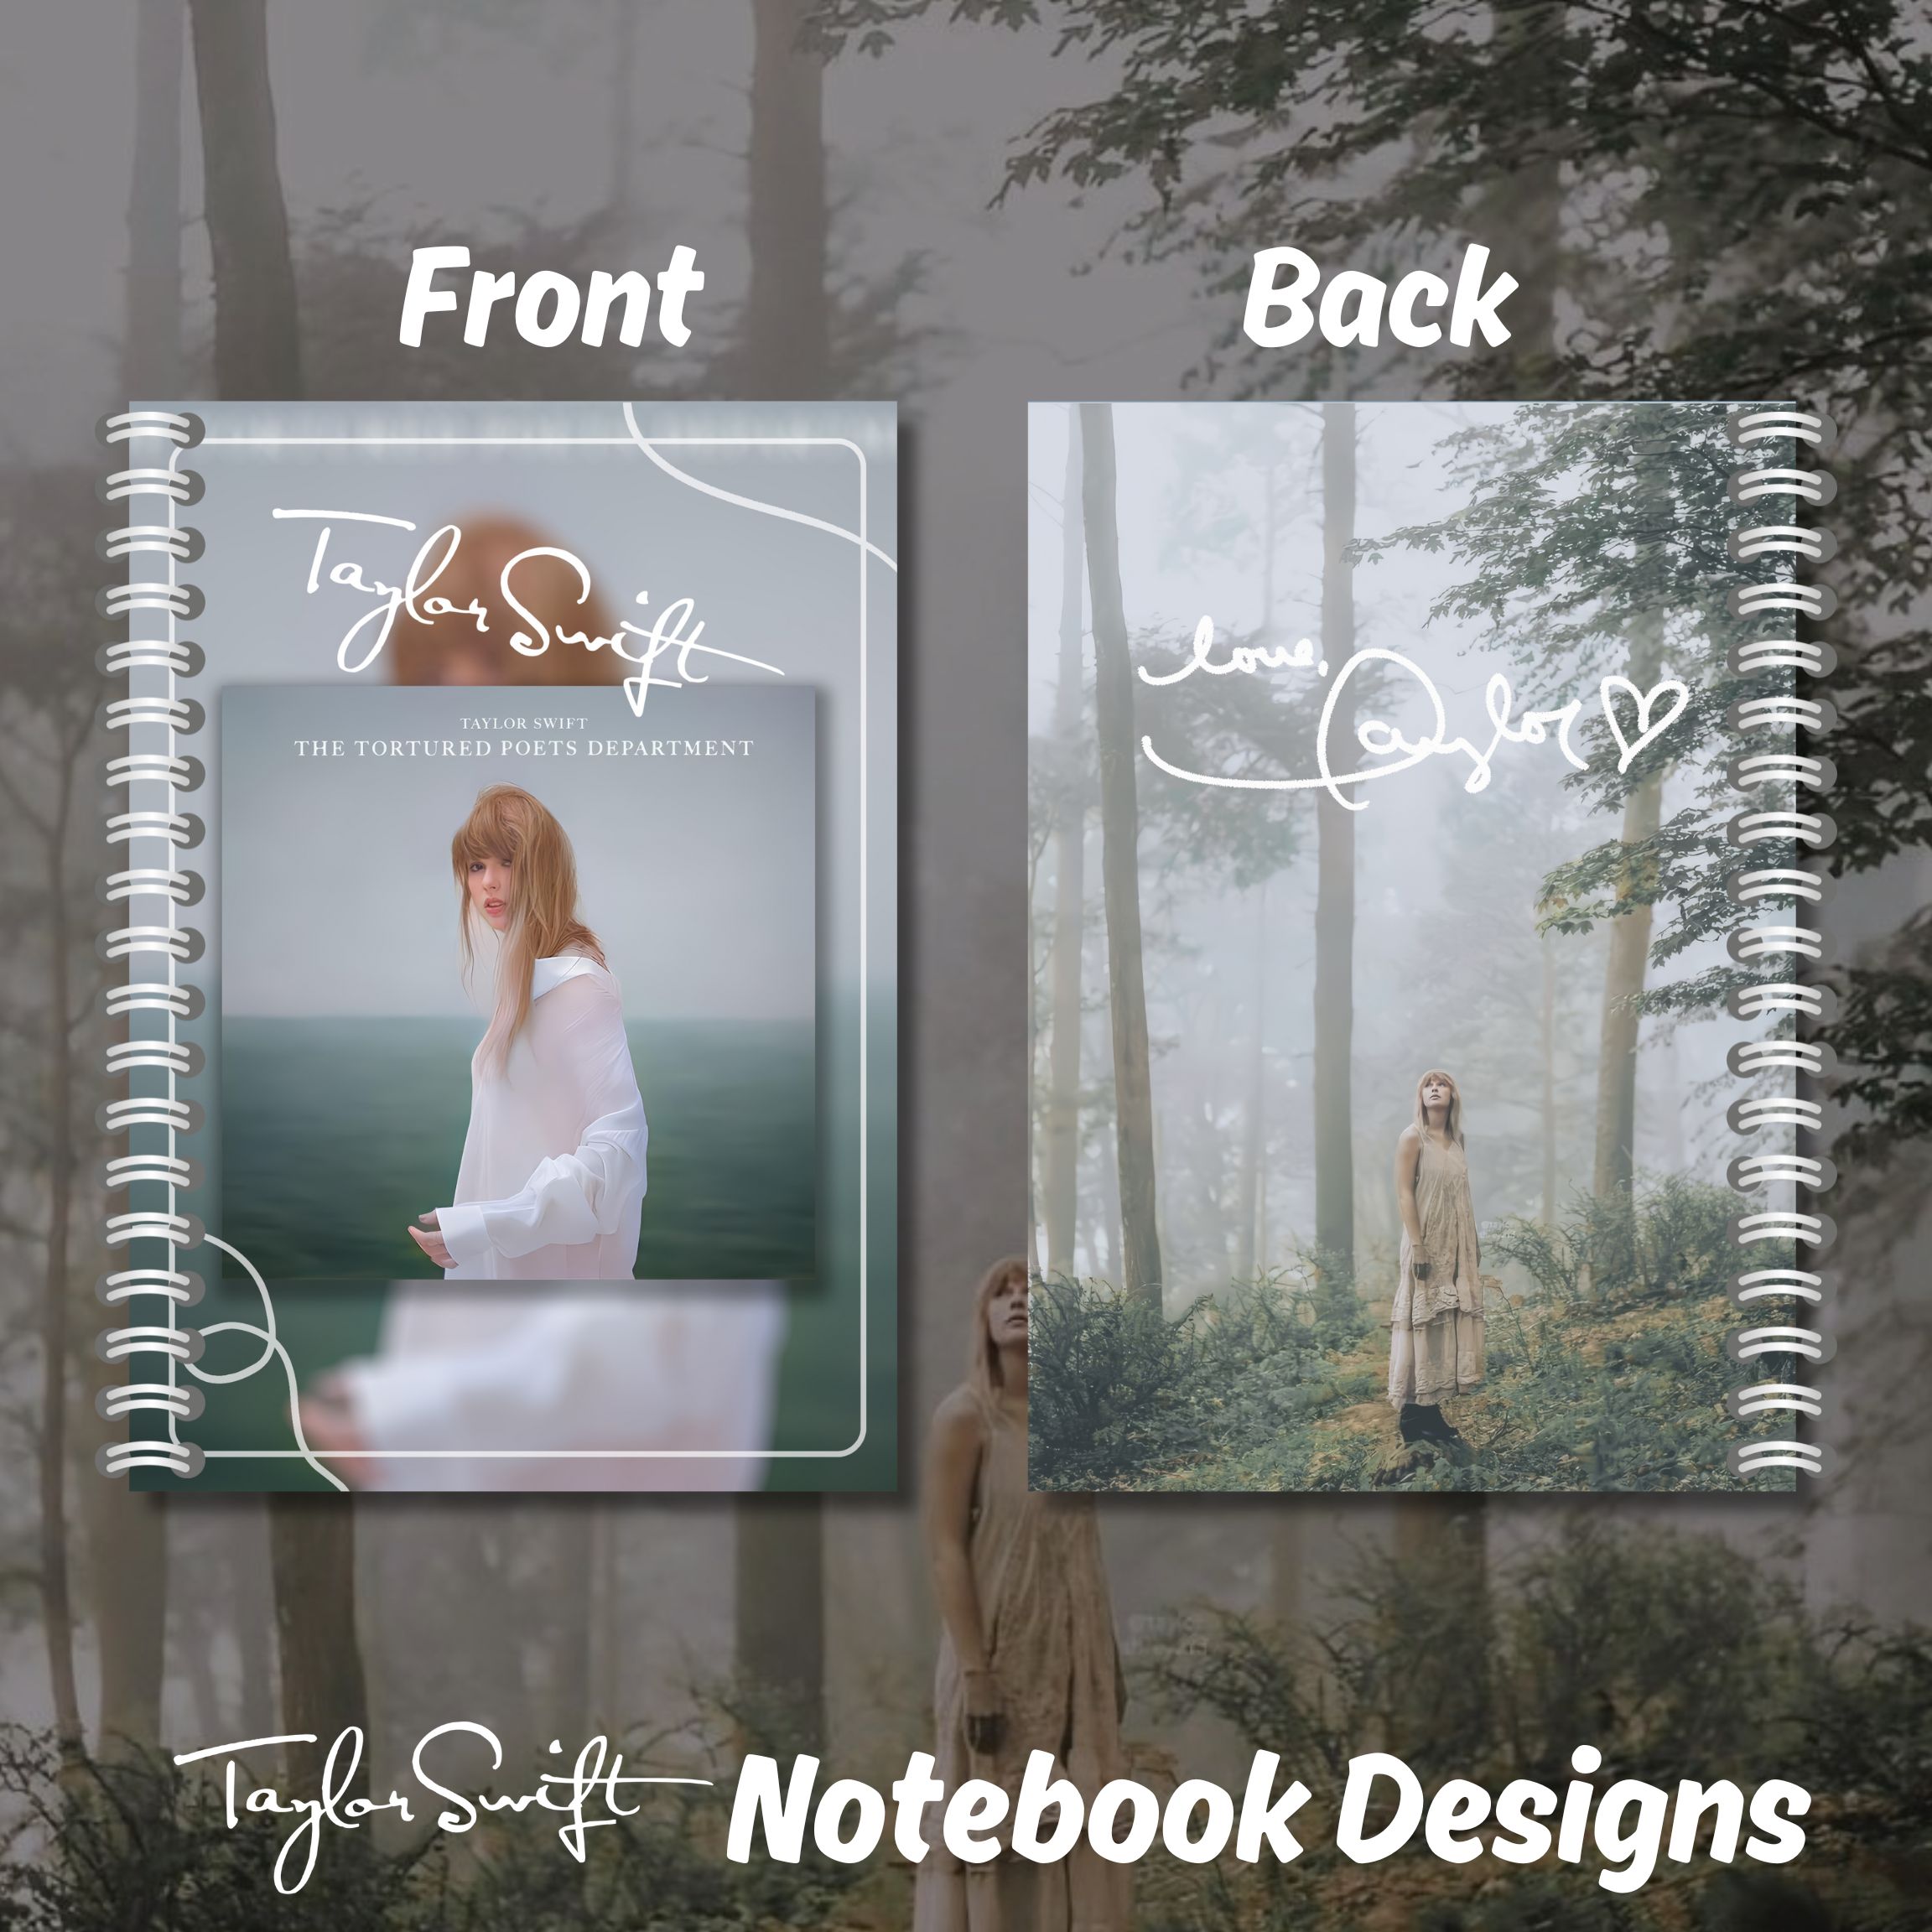 Front
Back
Taylor Swift
TAYLOR SWIFT
THE TORTURED POETS DEPARTMENT
love,
Taylor
Taylor Swift Notebook Designs